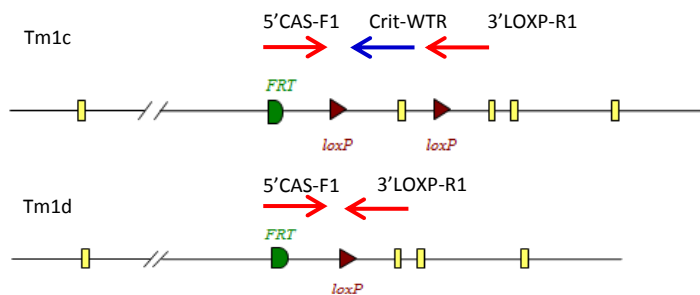 5'CAS-F1 Crit-WTR 3'LOXP-R1
Tm1c
FRT
loxP loxP
5'CAS-F1 3'LOXP-R1
Tm1d
FRT
loxP